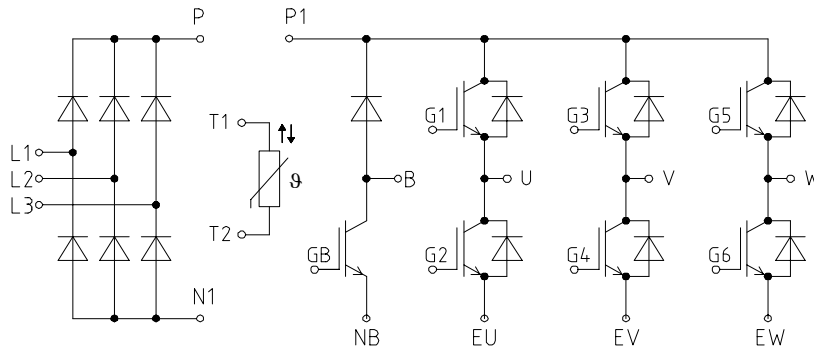 P P1
T1 G1 G3 G5
L1
L2 B U V W
L3 ϑ
T2 GB G2 G4 G6
N1
NB EU EV EW